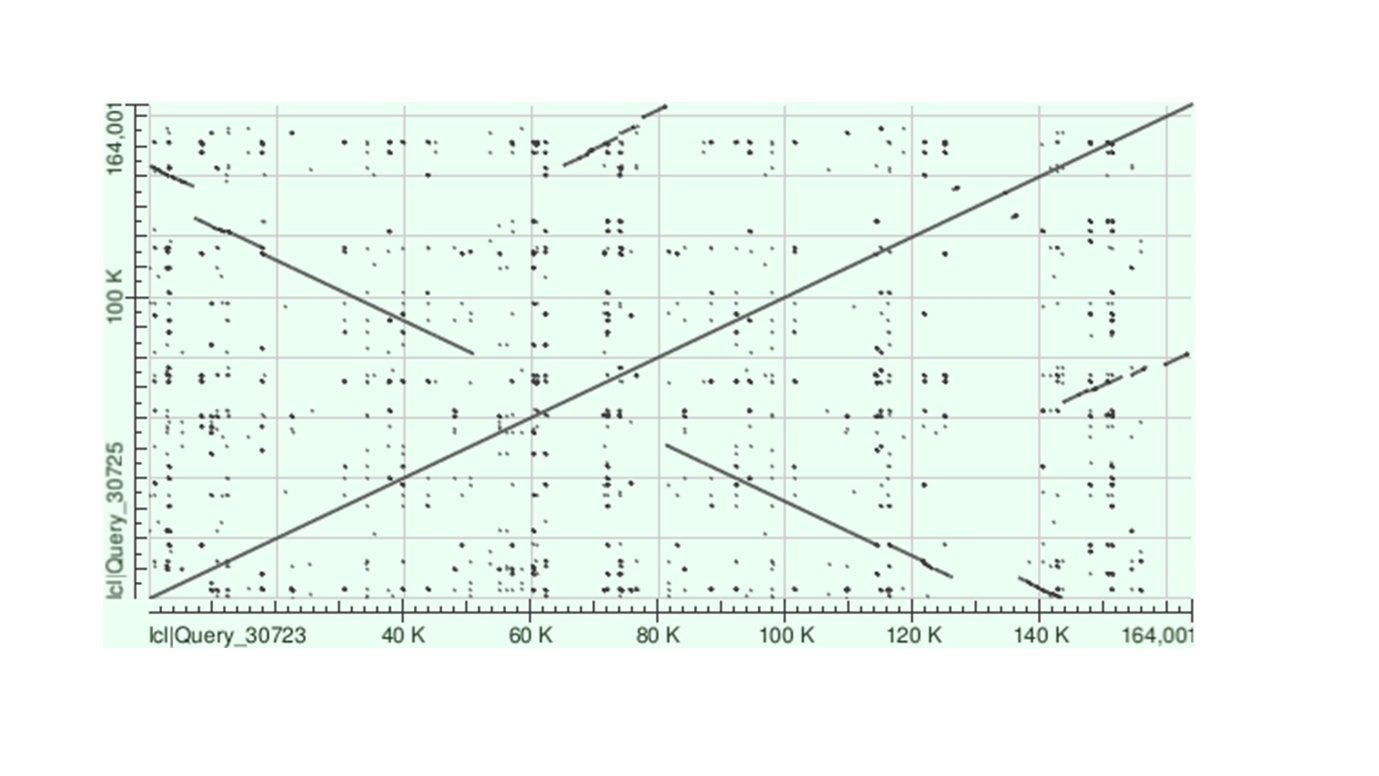 164,001
100 K
lcl|Query_30725
lcl|Query_30723
40 K
60 K
80 K
100 K
120 K
140 K
164,001